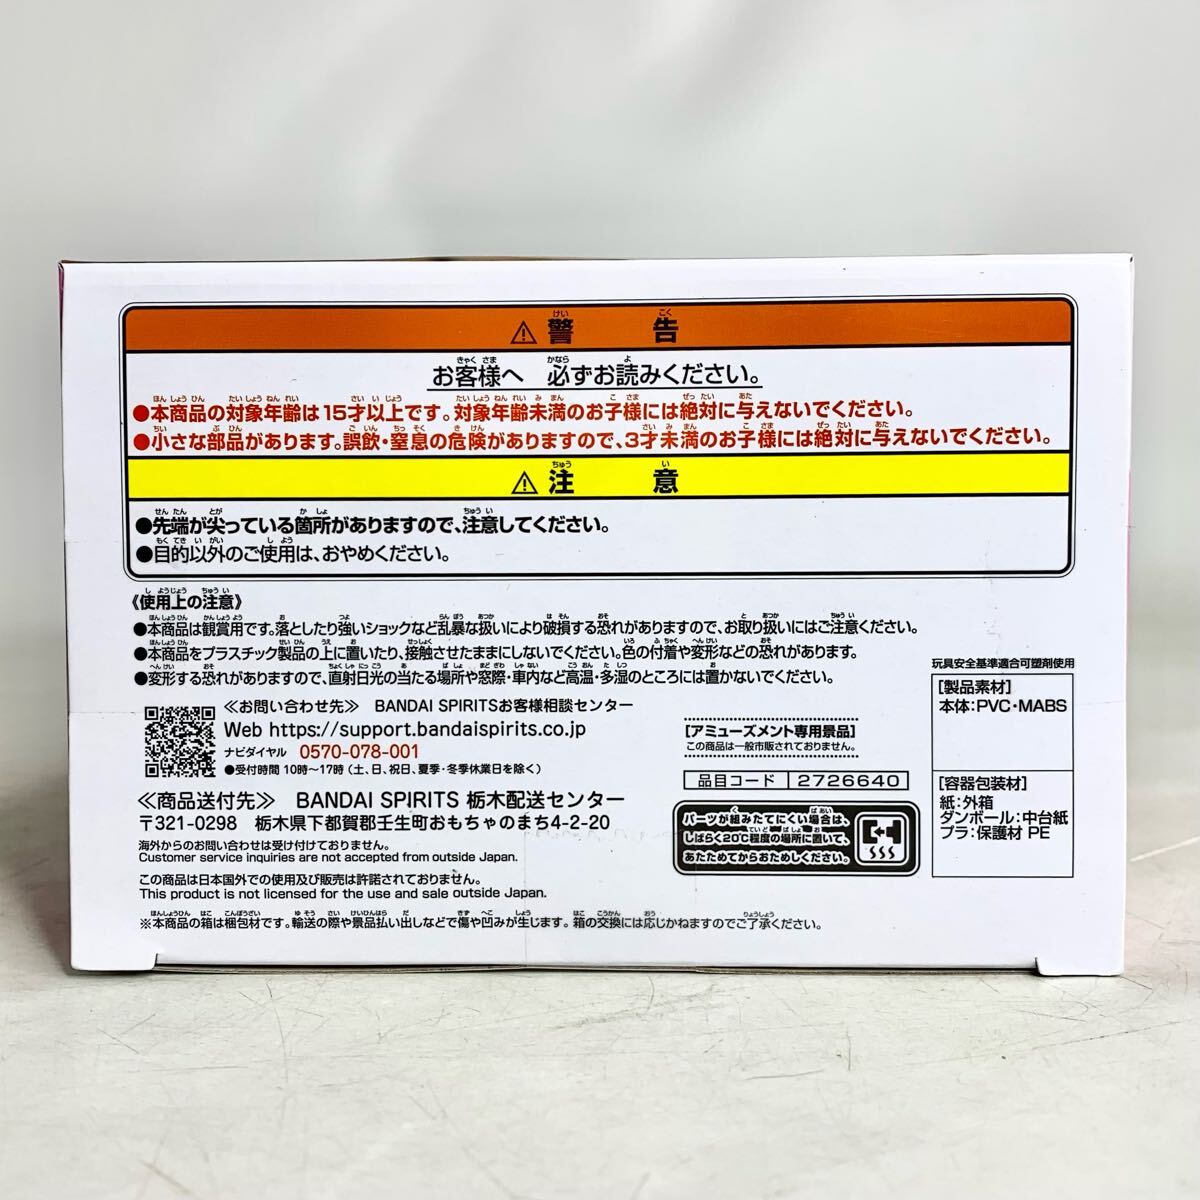 ⚠警告
お客様へ 必ずお読みください。
●本商品の対象年齢は15才以上です。対象年齢未満のお子様には絶対に与えないでください。
●小さな部品があります。誤飲・窒息の危険がありますので、3才未満のお子様には絶対に与えないでください。
⚠注意
●先端が尖っている箇所がありますので、注意してください。
●目的以外のご使用は、おやめください。
《使用上の注意》
●本商品は観賞用です。落としたり強いショックなど乱暴な扱いにより破損する恐れがありますので、お取り扱いにはご注意ください。
●本商品をプラスチック製品の上に置いたり、接触させたままにしないでください。色の付着や変形などの恐れがあります。
●変形する恐れがありますので、直射日光の当たる場所や窓際・車内など高温・多湿のところには置かないでください。
≪お問い合わせ先≫ BANDAI SPIRITSお客様相談センター
Web https://support.bandaispirits.co.jp
ナビダイヤル 0570-078-001
●受付時間 10時〜17時（土、日、祝日、夏季・冬季休業日を除く）
≪商品送付先≫ BANDAI SPIRITS 栃木配送センター
〒321-0298 栃木県下都賀郡壬生町おもちゃのまち4-2-20
海外からのお問い合わせは受け付けておりません。
Customer service inquiries are not accepted from outside Japan.
この商品は日本国外での使用及び販売は許諾されておりません。
This product is not licensed for the use and sale outside Japan.
※本商品の箱は梱包材です。輸送の際や景品払い出しなどで傷や凹みが生じます。箱の交換には応じかねますのでご了承ください。
[アミューズメント専用景品]
この商品は一般市販されておりません。
品目コード 2726640
パーツが組みたてにくい場合は、
しばらく20℃程度の場所に置いて、
あたためてからおためしください。
玩具安全基準適合可塑剤使用
[製品素材]
本体：PVC・MABS
[容器包装材]
紙：外箱
ダンボール：中台紙
プラ：保護材 PE